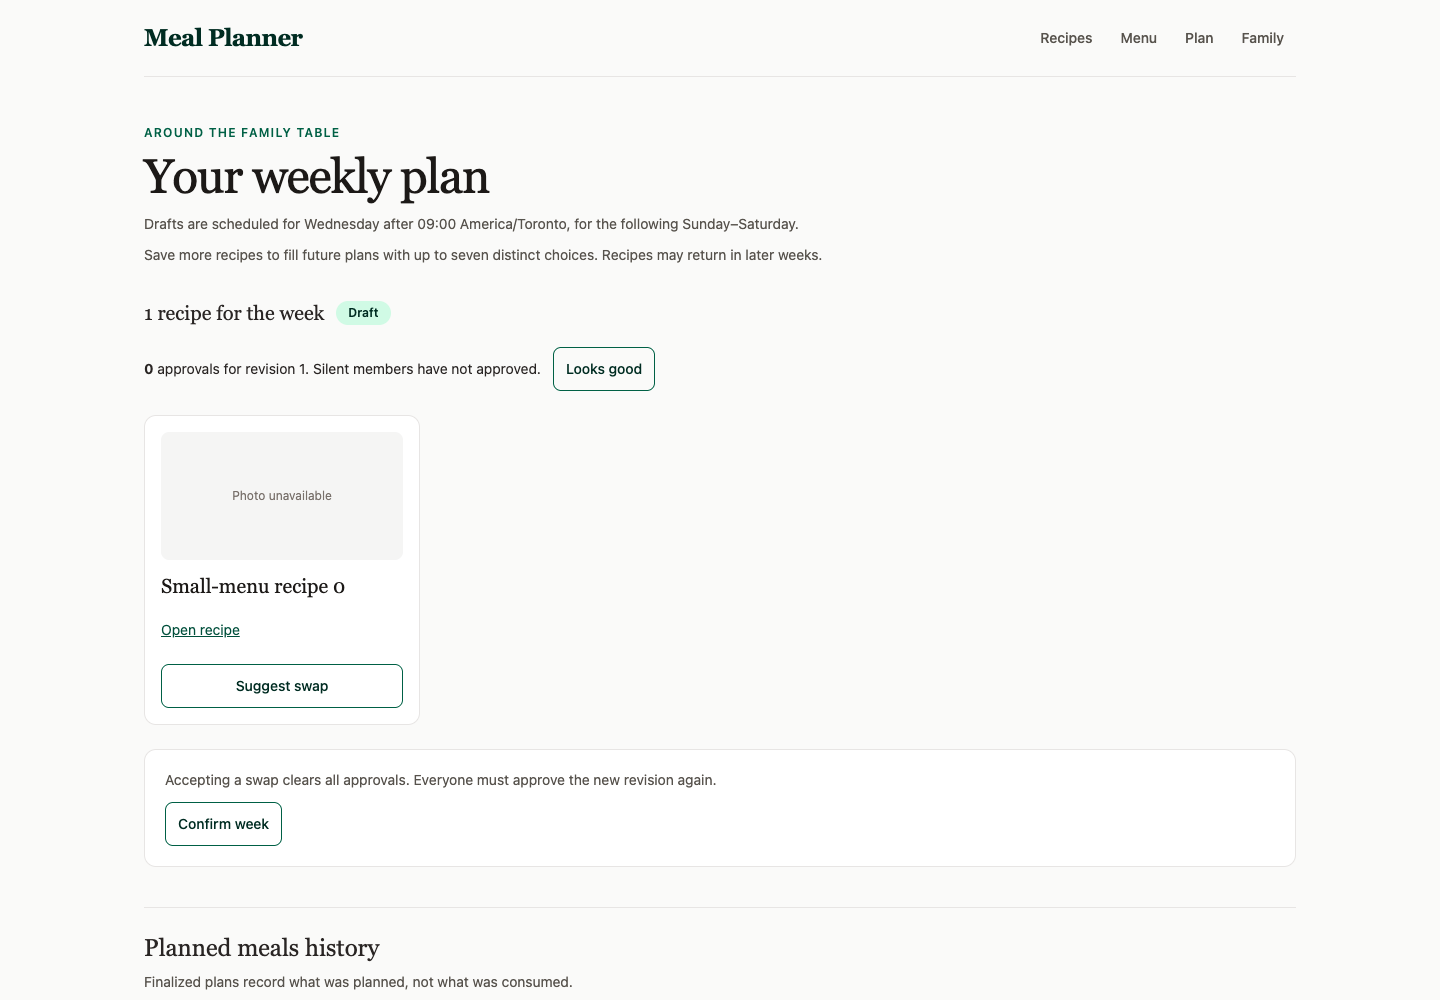 Meal Planner
Recipes Menu Plan Family
AROUND THE FAMILY TABLE
Your weekly plan
Drafts are scheduled for Wednesday after 09:00 America/Toronto, for the following Sunday–Saturday.
Save more recipes to fill future plans with up to seven distinct choices. Recipes may return in later weeks.
1 recipe for the week Draft
0 approvals for revision 1. Silent members have not approved. Looks good
Photo unavailable
Small-menu recipe 0
Open recipe
Suggest swap
Accepting a swap clears all approvals. Everyone must approve the new revision again.
Confirm week
Planned meals history
Finalized plans record what was planned, not what was consumed.